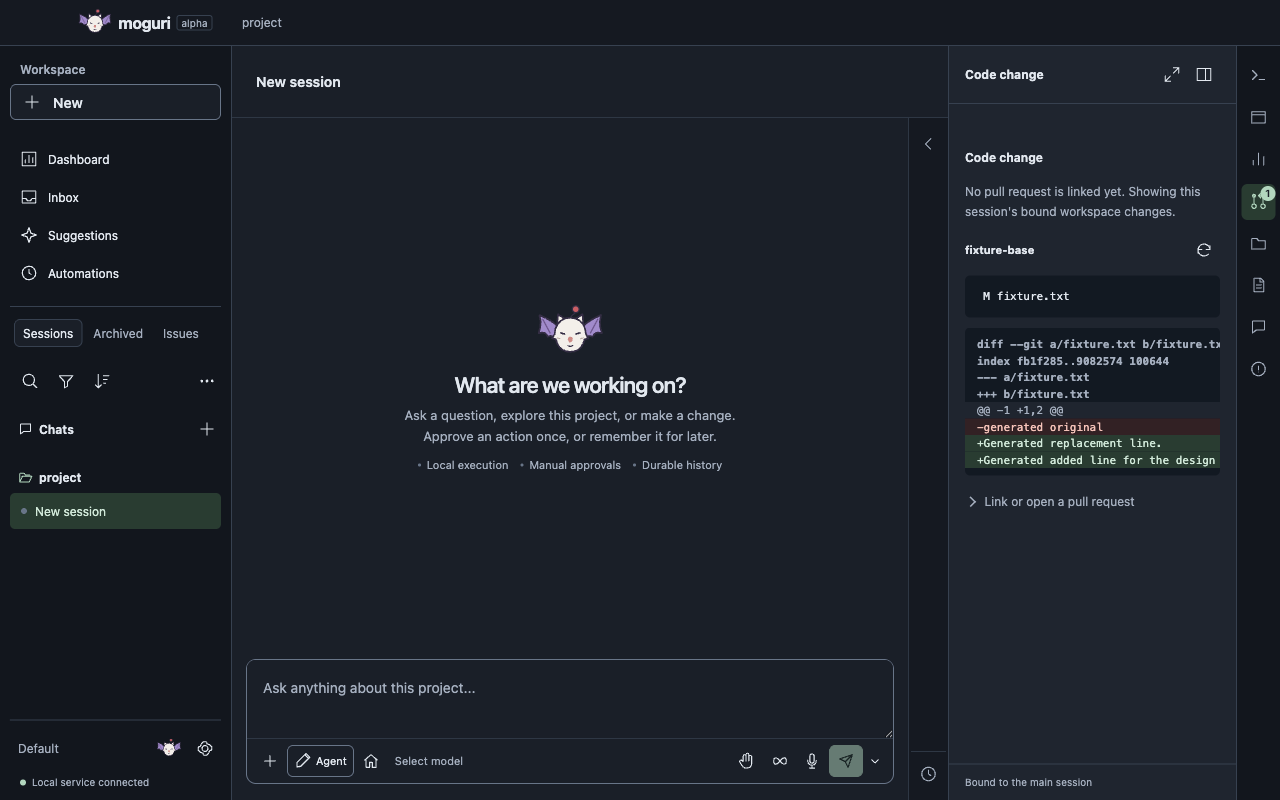 moguri alpha project
Workspace
New
Dashboard
Inbox
Suggestions
Automations
Sessions Archived Issues
Chats
project
New session
Default
Local service connected
New session
What are we working on?
Ask a question, explore this project, or make a change.
Approve an action once, or remember it for later.
• Local execution • Manual approvals • Durable history
Ask anything about this project...
Agent Select model
Code change
Code change
No pull request is linked yet. Showing this
session's bound workspace changes.
fixture-base
M fixture.txt
diff --git a/fixture.txt b/fixture.tx
index fb1f285..9082574 100644
--- a/fixture.txt
+++ b/fixture.txt
@@ -1 +1,2 @@
-generated original
+Generated replacement line.
+Generated added line for the design
Link or open a pull request
Bound to the main session
1